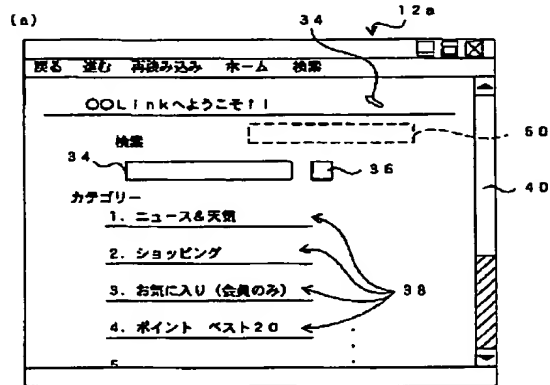 (a)
12a
34
戻る 進む 再読み込み ホーム 検索
○○Linkへようこそ!!
検索
50
34
36
40
カテゴリー
1. ニュース&天気
2. ショッピング
38
3. お気に入り（会員のみ）
4. ポイント ベスト20
5